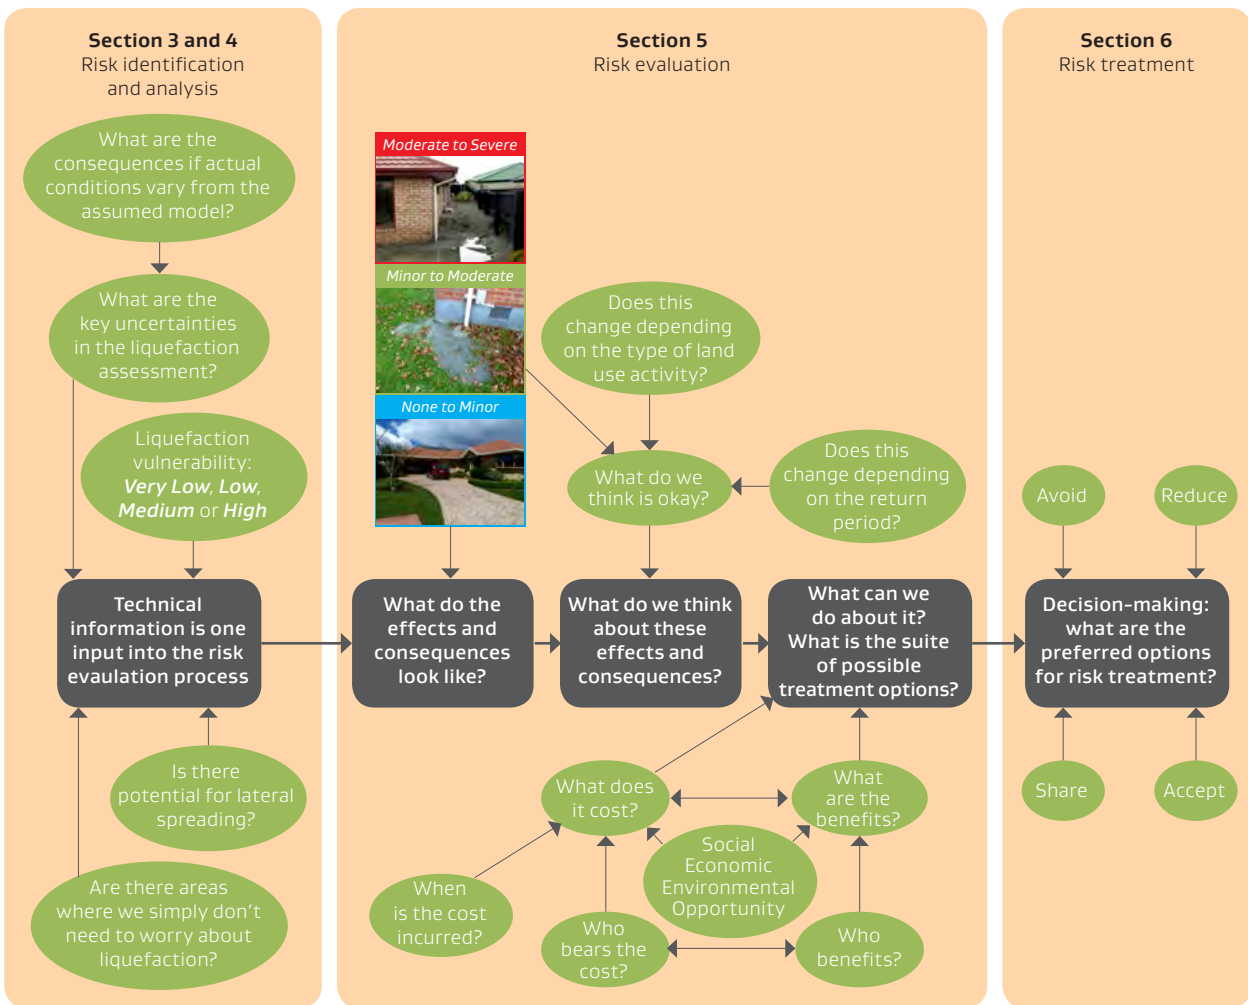 Section 3 and 4
Risk identification
and analysis
What are the
consequences if actual
conditions vary from the
assumed model?
What are the
key uncertainties
in the liquefaction
assessment?
Liquefaction
vulnerability:
Very Low, Low,
Medium or High
Technical
information is one
input into the risk
evaulation process
Is there
potential for lateral
spreading?
Are there areas
where we simply don't
need to worry about
liquefaction?
Section 5
Risk evaluation
Moderate to Severe
Minor to Moderate
None to Minor
Does this
change depending
on the type of land
use activity?
What do we
think is okay?
Does this
change depending
on the return
period?
What do the
effects and
consequences
look like?
What do we think
about these
effects and
consequences?
What can we
do about it?
What is the suite
of possible
treatment options?
What does
it cost?
What
are the
benefits?
Social
Economic
Environmental
Opportunity
When
is the cost
incurred?
Who
bears the
cost?
Who
benefits?
Section 6
Risk treatment
Avoid
Reduce
Decision-making:
what are the
preferred options
for risk treatment?
Share
Accept